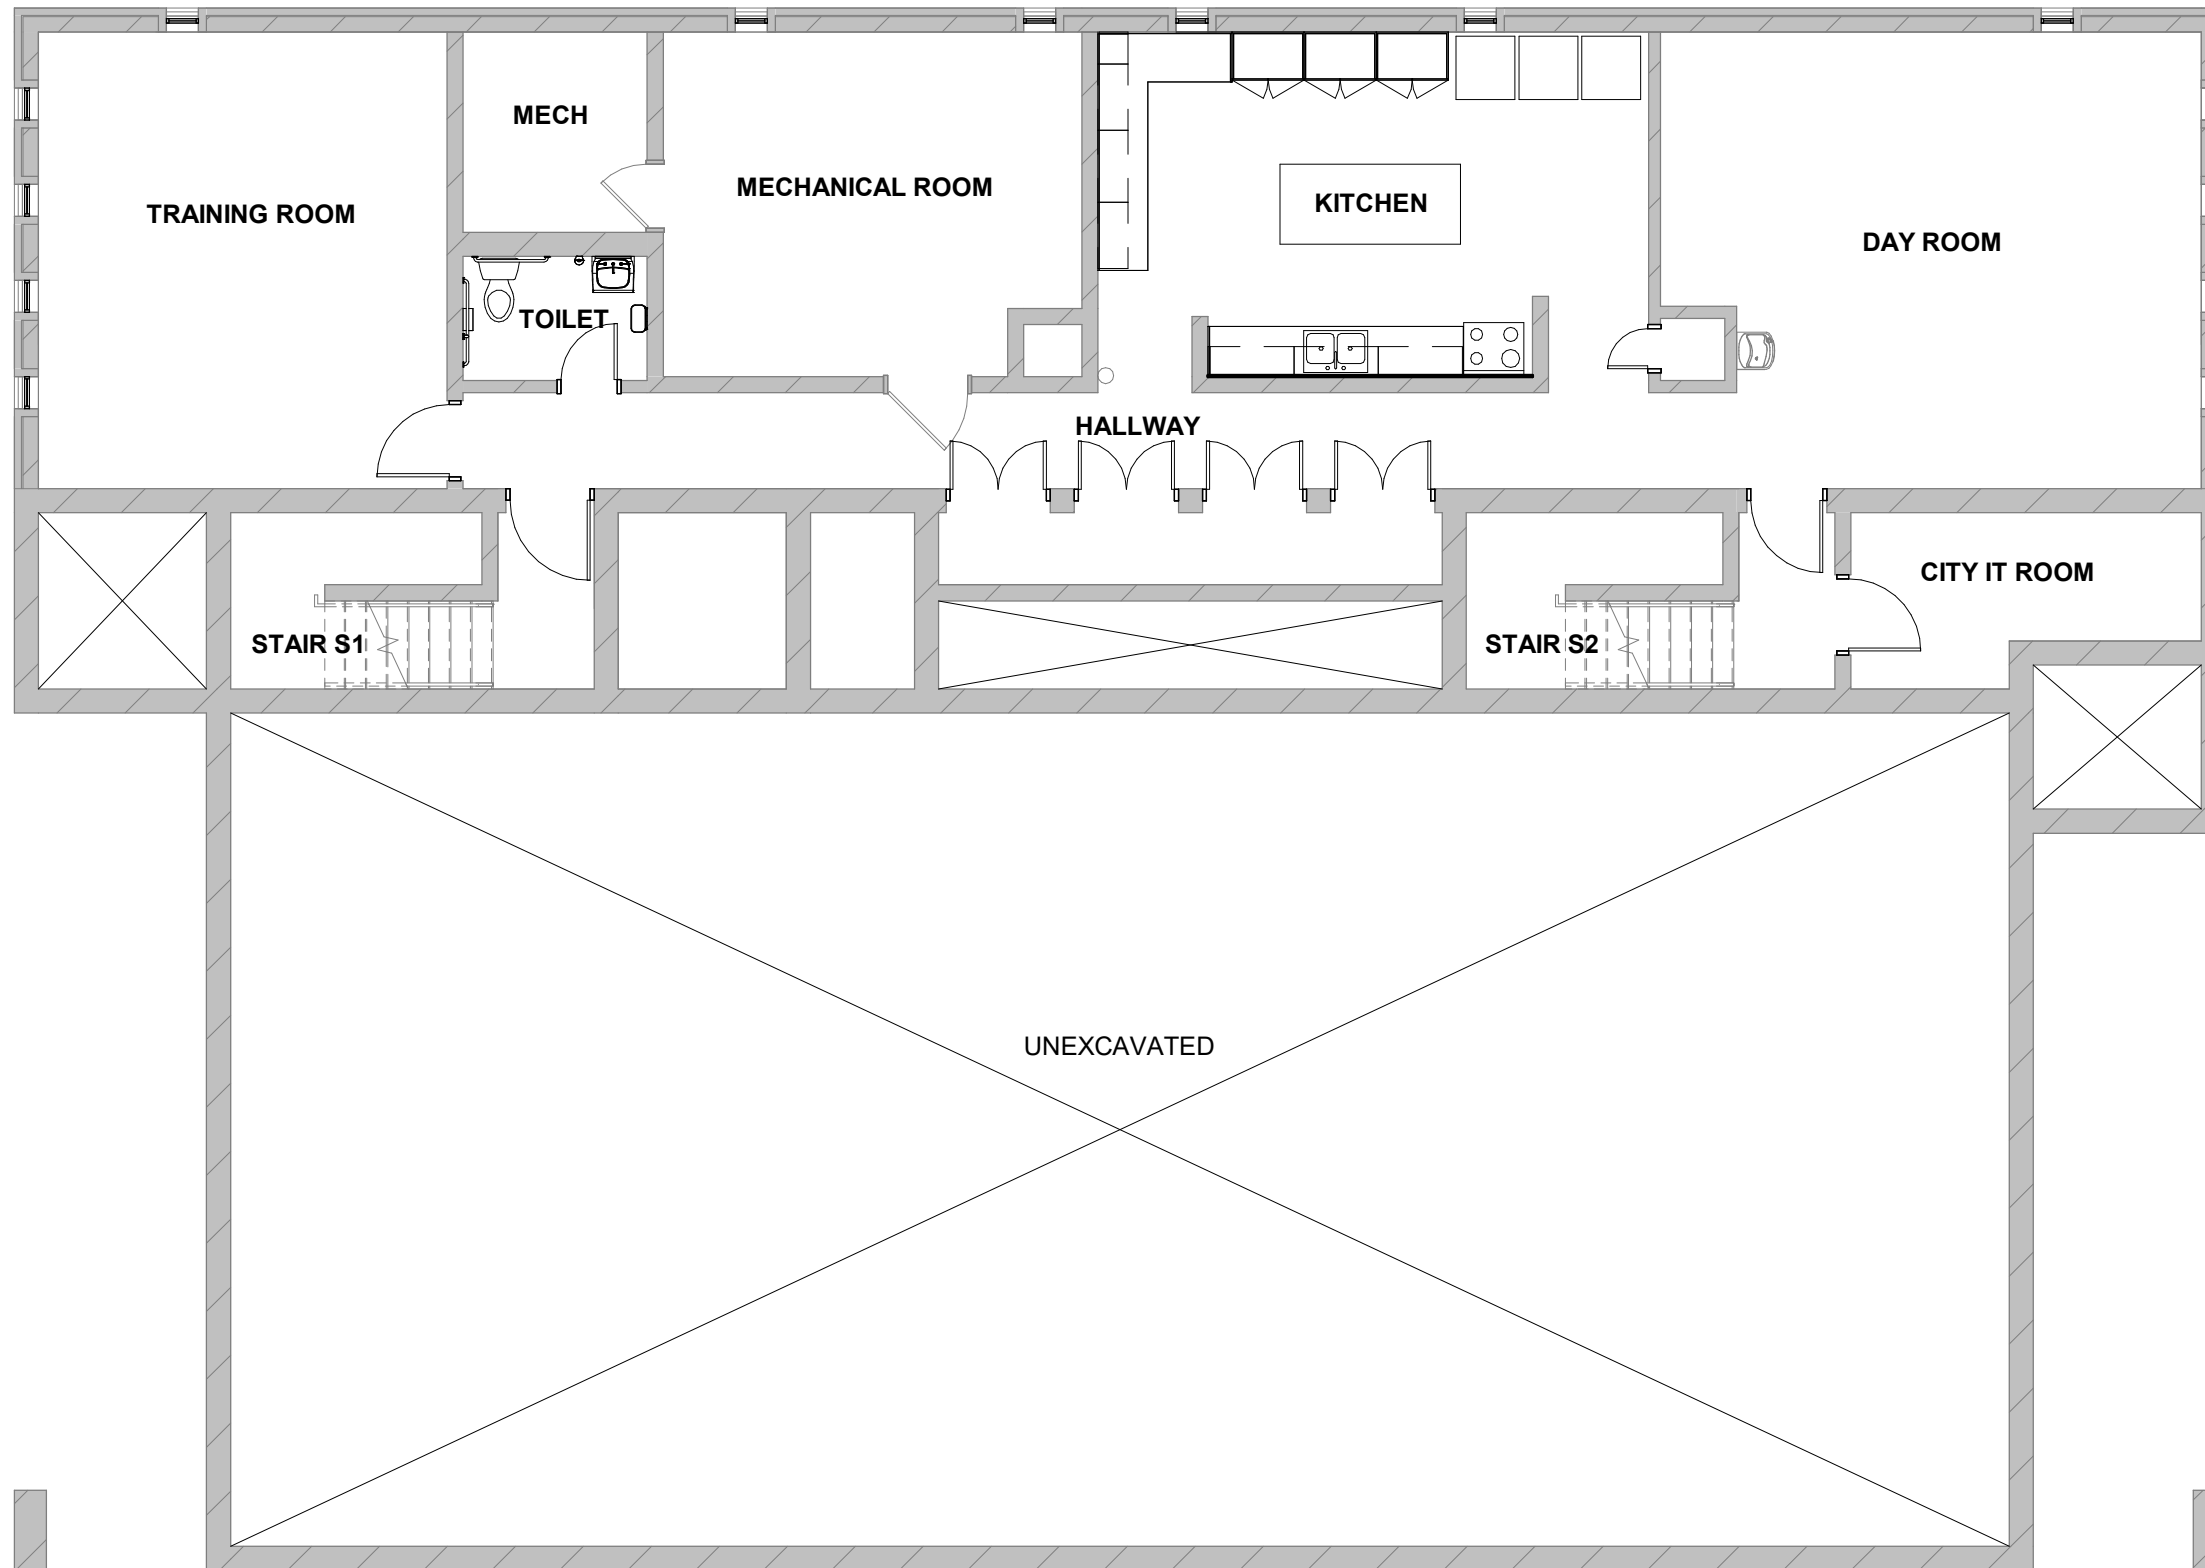 MECH
MECHANICAL ROOM
KITCHEN
TRAINING ROOM
DAY ROOM
TOILET
HALLWAY
CITY IT ROOM
STAIR S1
STAIR S2
UNEXCAVATED